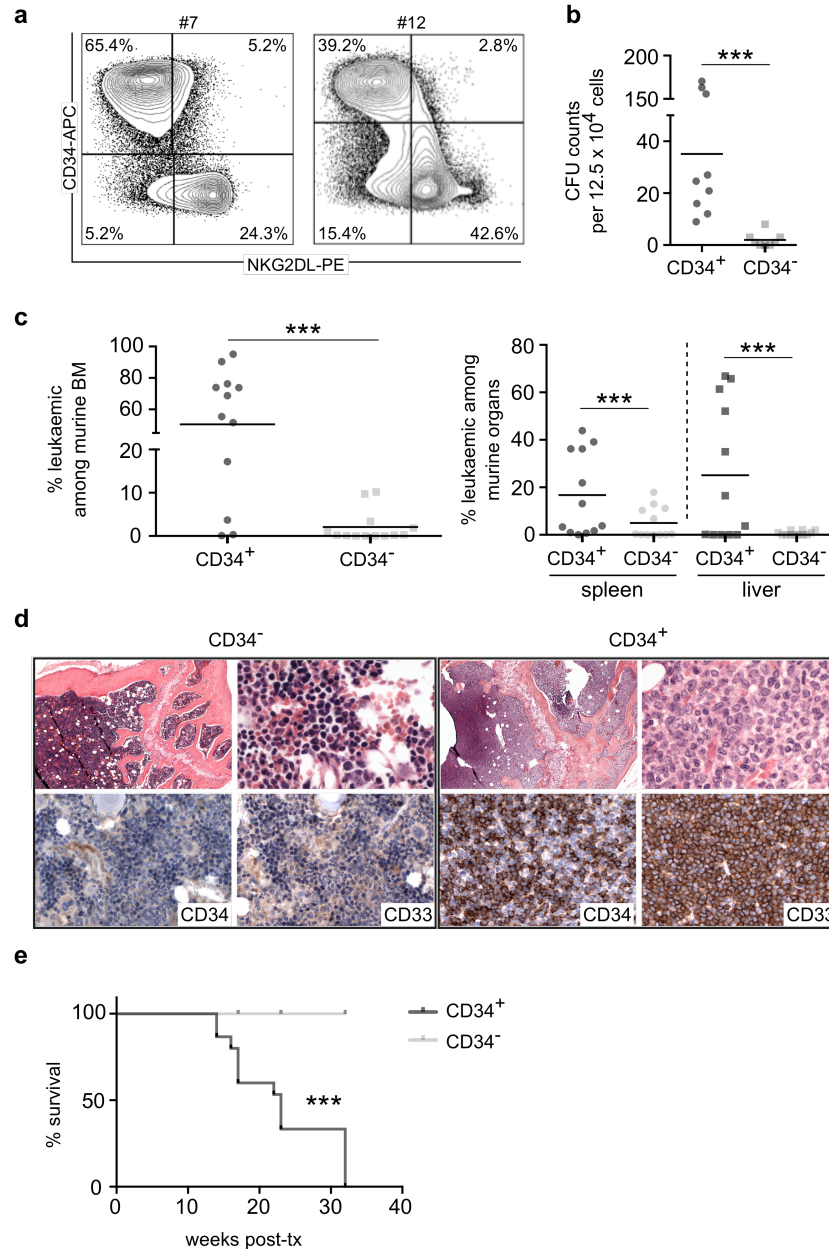 a
#7
#12
65.4%
5.2%
5.2%
24.3%
39.2%
2.8%
15.4%
42.6%
CD34-APC
NKG2DL-PE
b
CFU counts
per 12.5 x 10⁴ cells
200
150
40
20
0
***
CD34⁺
CD34⁻
c
% leukaemic
among murine BM
100
80
60
20
10
0
***
CD34⁺
CD34⁻
% leukaemic among
murine organs
80
60
40
20
0
***
***
CD34⁺
CD34⁻
CD34⁺
CD34⁻
spleen
liver
d
CD34⁻
CD34⁺
CD34
CD33
CD34
CD33
e
% survival
100
50
0
***
CD34⁺
CD34⁻
0
10
20
30
40
weeks post-tx